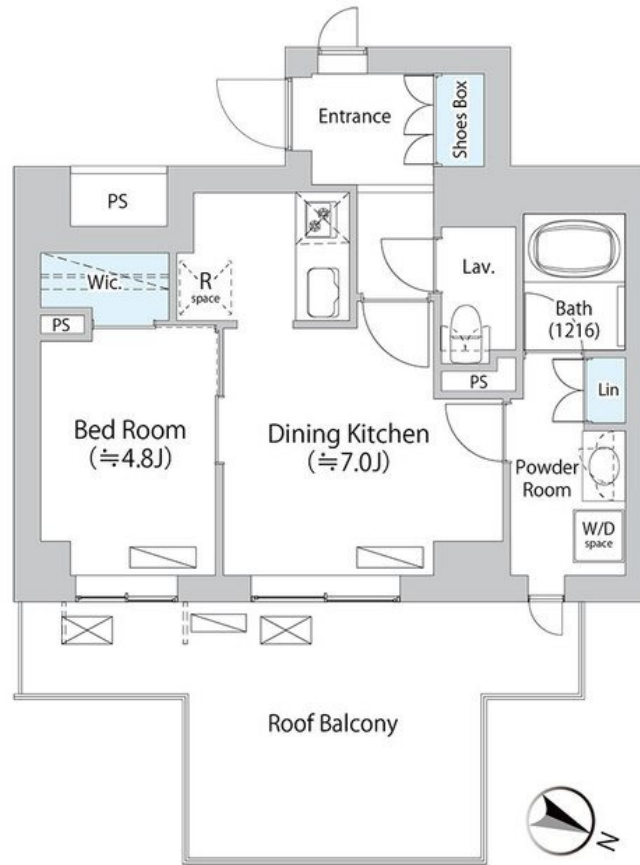 Entrance
Shoes Box
PS
Wic.
R
space
Lav.
Bath
(1216)
PS
PS
Lin
Bed Room
(≒4.8J)
Dining Kitchen
(≒7.0J)
Powder
Room
W/D
space
Roof Balcony
N